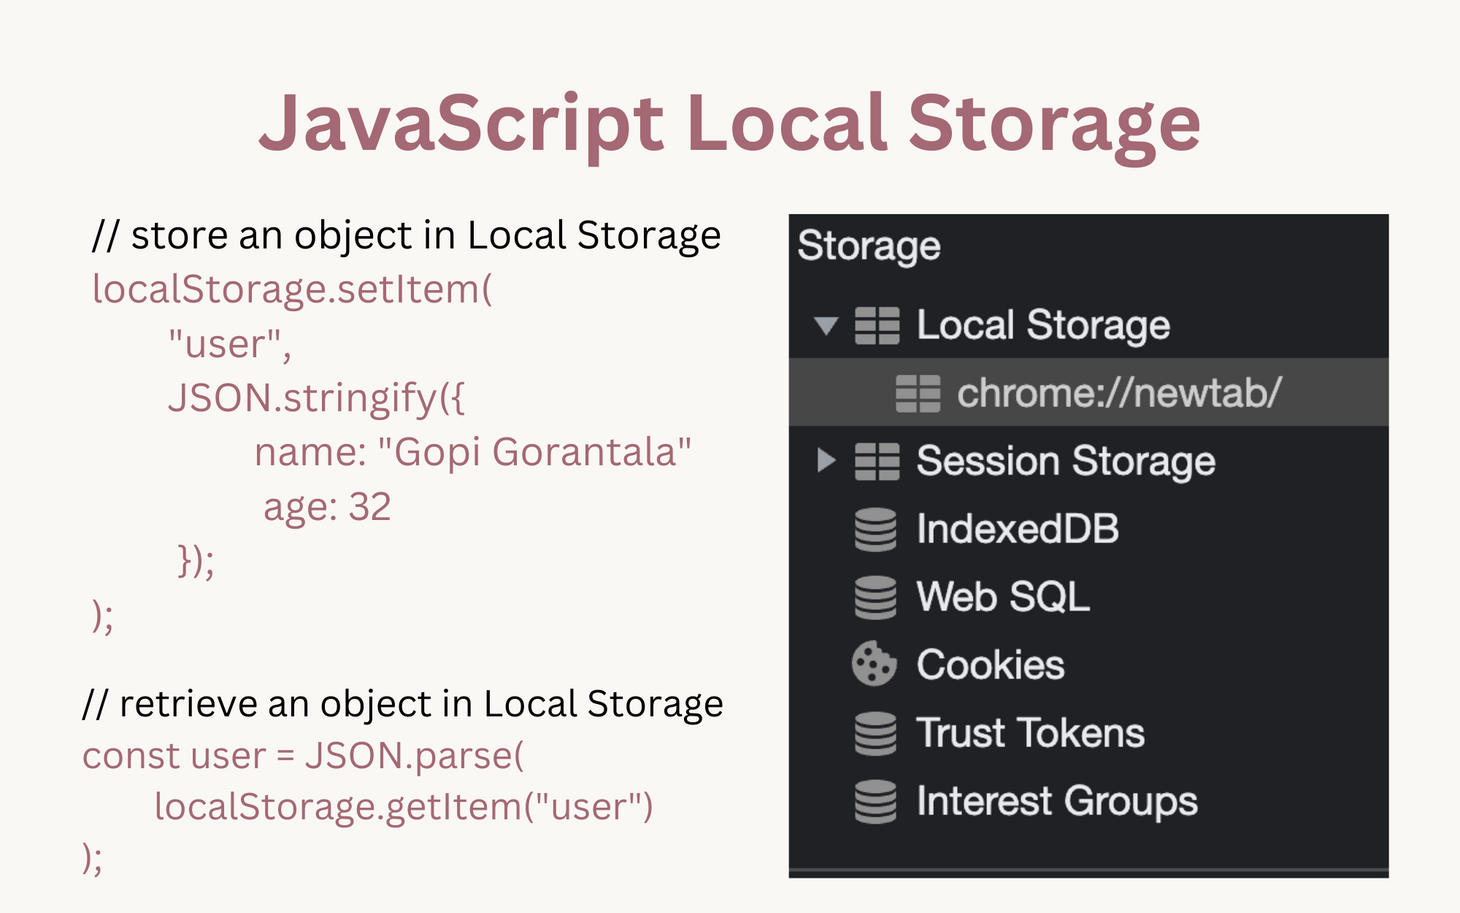 JavaScript Local Storage
// store an object in Local Storage
localStorage.setItem(
"user",
JSON.stringify({
name: "Gopi Gorantala"
age: 32
});
);
// retrieve an object in Local Storage
const user = JSON.parse(
localStorage.getItem("user")
);
Storage
Local Storage
chrome://newtab/
Session Storage
IndexedDB
Web SQL
Cookies
Trust Tokens
Interest Groups